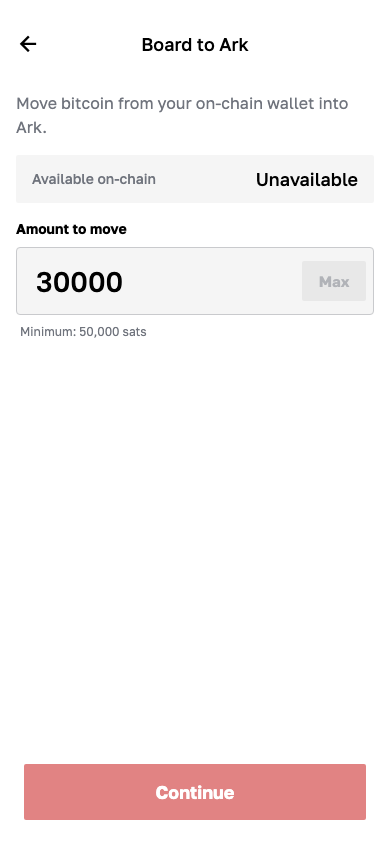 Board to Ark
Move bitcoin from your on-chain wallet into
Ark.
Available on-chain
Unavailable
Amount to move
30000
Max
Minimum: 50,000 sats
Continue